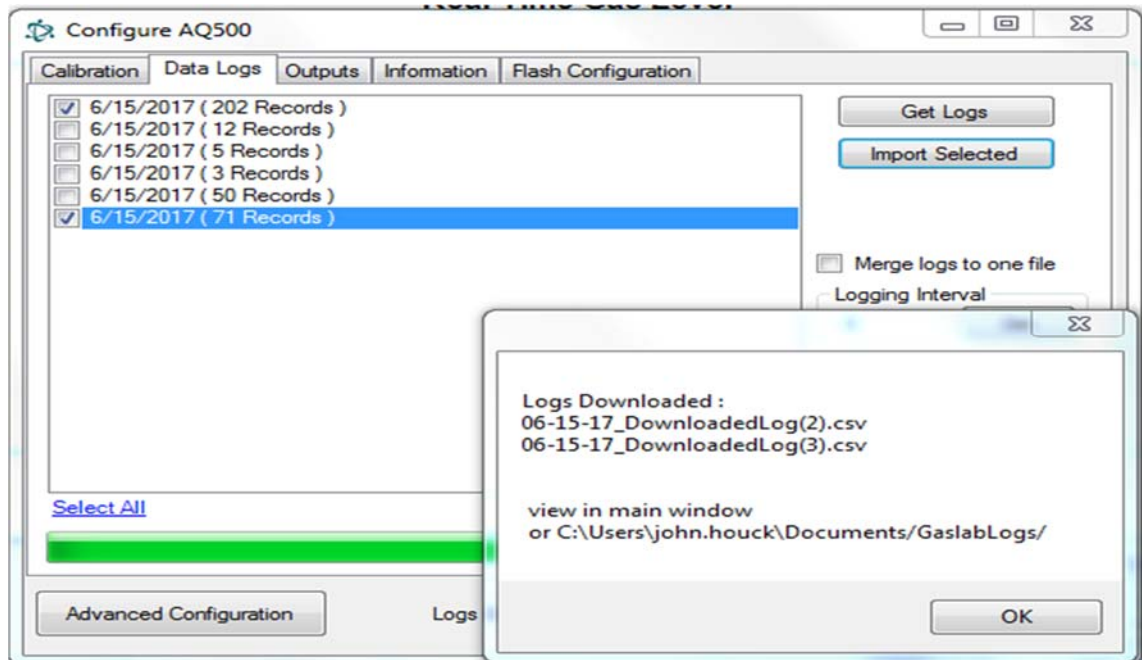 Configure AQ500
Calibration Data Logs Outputs Information Flash Configuration
6/15/2017 ( 202 Records )
6/15/2017 ( 12 Records )
6/15/2017 ( 5 Records )
6/15/2017 ( 3 Records )
6/15/2017 ( 50 Records )
6/15/2017 ( 71 Records )
Get Logs
Import Selected
Merge logs to one file
Logging Interval
Select All
Advanced Configuration
Logs
Logs Downloaded :
06-15-17_DownloadedLog(2).csv
06-15-17_DownloadedLog(3).csv
view in main window
or C:\Users\john.houck\Documents/GaslabLogs/
OK